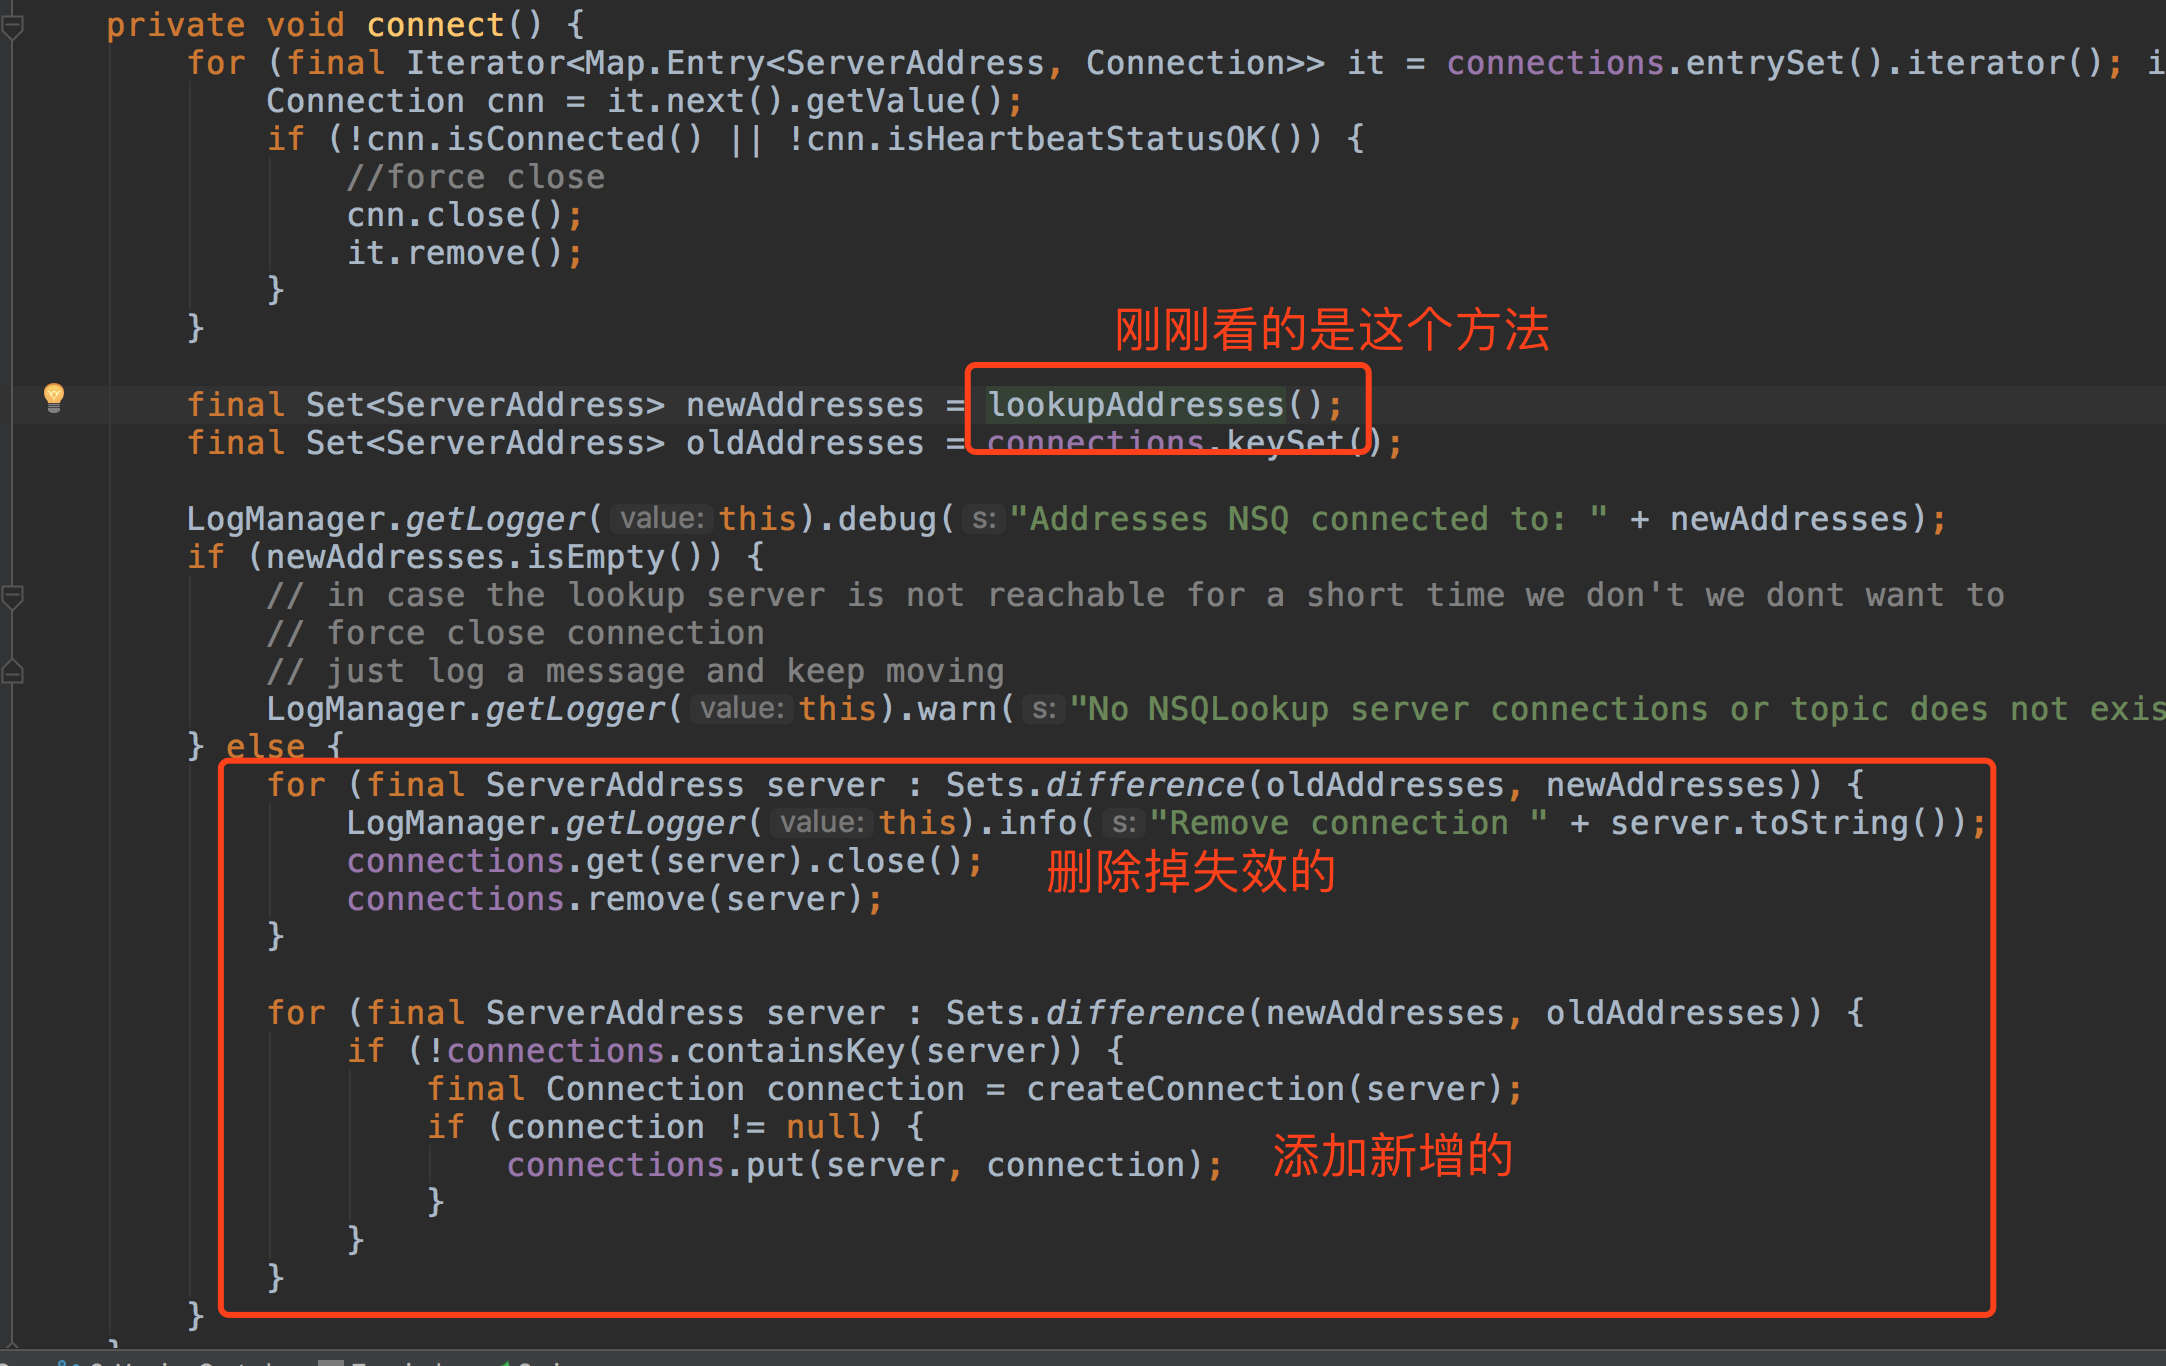 private void connect() {
for (final Iterator<Map.Entry<ServerAddress, Connection>> it = connections.entrySet().iterator(); i
Connection cnn = it.next().getValue();
if (!cnn.isConnected() || !cnn.isHeartbeatStatusOK()) {
//force close
cnn.close();
it.remove();
}
}
刚刚看的是这个方法
final Set<ServerAddress> newAddresses = lookupAddresses();
final Set<ServerAddress> oldAddresses = connections.keySet();
LogManager.getLogger( value: this).debug( s: "Addresses NSQ connected to: " + newAddresses);
if (newAddresses.isEmpty()) {
// in case the lookup server is not reachable for a short time we don't we dont want to
// force close connection
// just log a message and keep moving
LogManager.getLogger( value: this).warn( s: "No NSQLookup server connections or topic does not exis
} else {
for (final ServerAddress server : Sets.difference(oldAddresses, newAddresses)) {
LogManager.getLogger( value: this).info( s: "Remove connection " + server.toString());
connections.get(server).close();
删除掉失效的
connections.remove(server);
}
for (final ServerAddress server : Sets.difference(newAddresses, oldAddresses)) {
if (!connections.containsKey(server)) {
final Connection connection = createConnection(server);
if (connection != null) {
connections.put(server, connection);
添加新增的
}
}
}
}